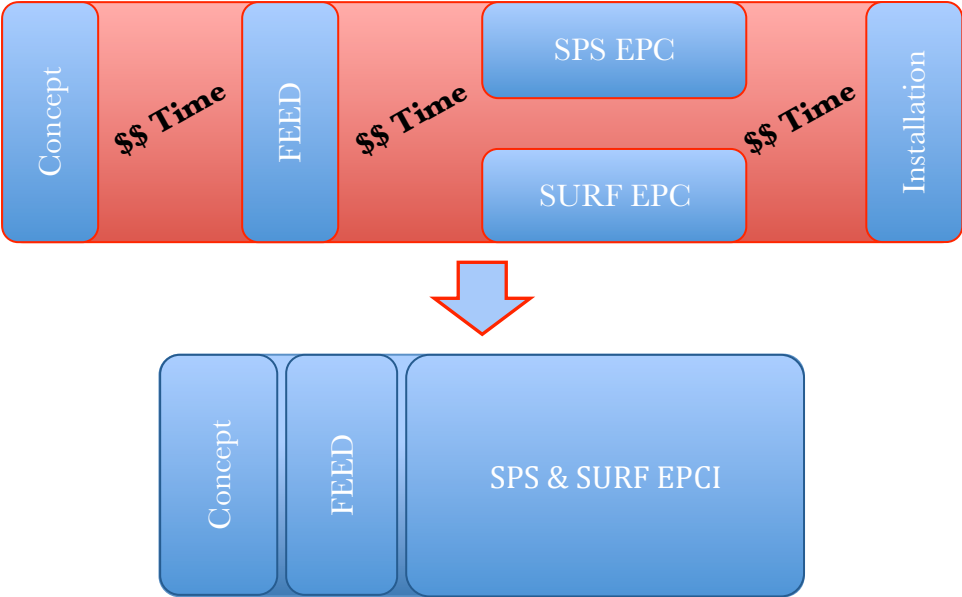 Concept
$$ Time
FEED
$$ Time
SPS EPC
SURF EPC
$$ Time
Installation
Concept
FEED
SPS & SURF EPCI